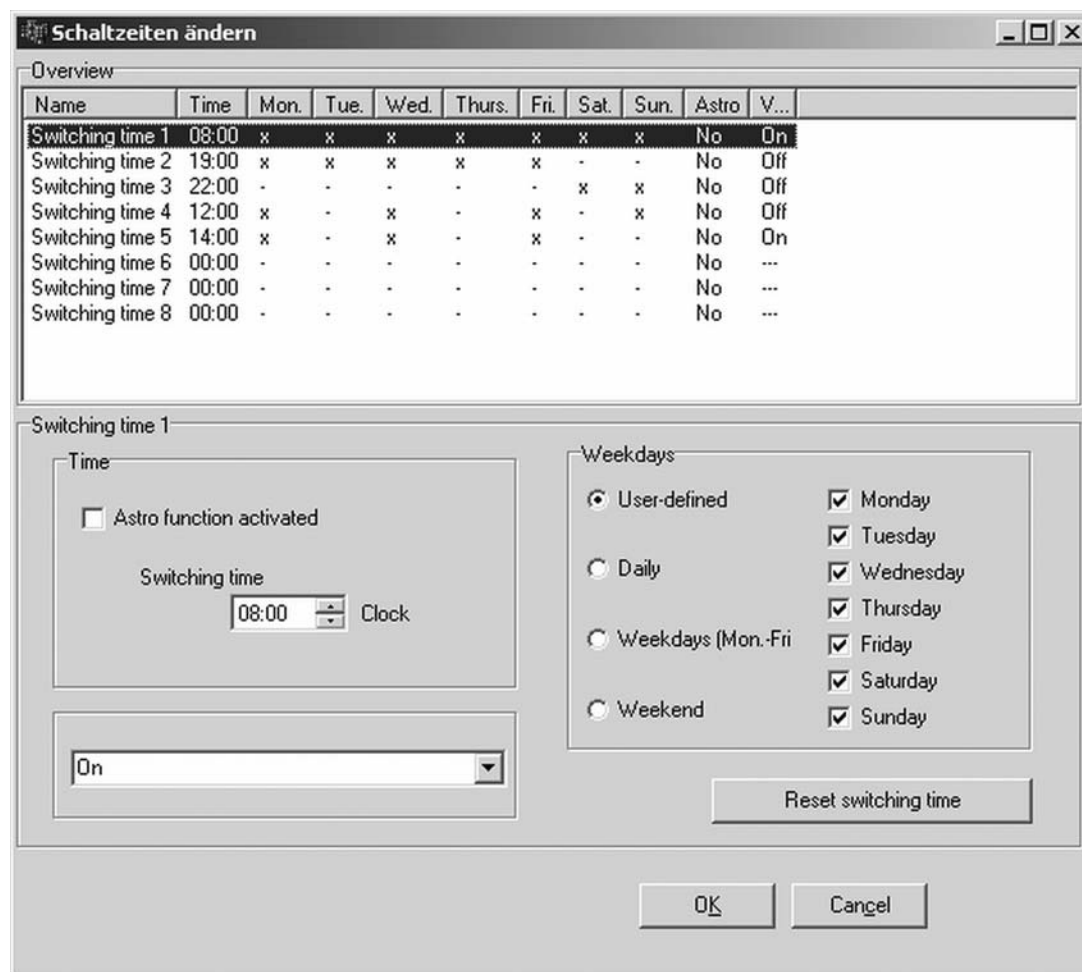 Schaltzeiten ändern
Overview
Name Time Mon. Tue. Wed. Thurs. Fri. Sat. Sun. Astro V...
Switching time 1 08:00 x x x x x x x No On
Switching time 2 19:00 x x x x x - - No Off
Switching time 3 22:00 - - - - - x x No Off
Switching time 4 12:00 x - x - x - x No Off
Switching time 5 14:00 x - x - x - - No On
Switching time 6 00:00 - - - - - - - No ---
Switching time 7 00:00 - - - - - - - No ---
Switching time 8 00:00 - - - - - - - No ---
Switching time 1
Time
Astro function activated
Switching time
08:00 Clock
On
Weekdays
User-defined
Daily
Weekdays (Mon.-Fri
Weekend
Monday
Tuesday
Wednesday
Thursday
Friday
Saturday
Sunday
Reset switching time
OK Cancel